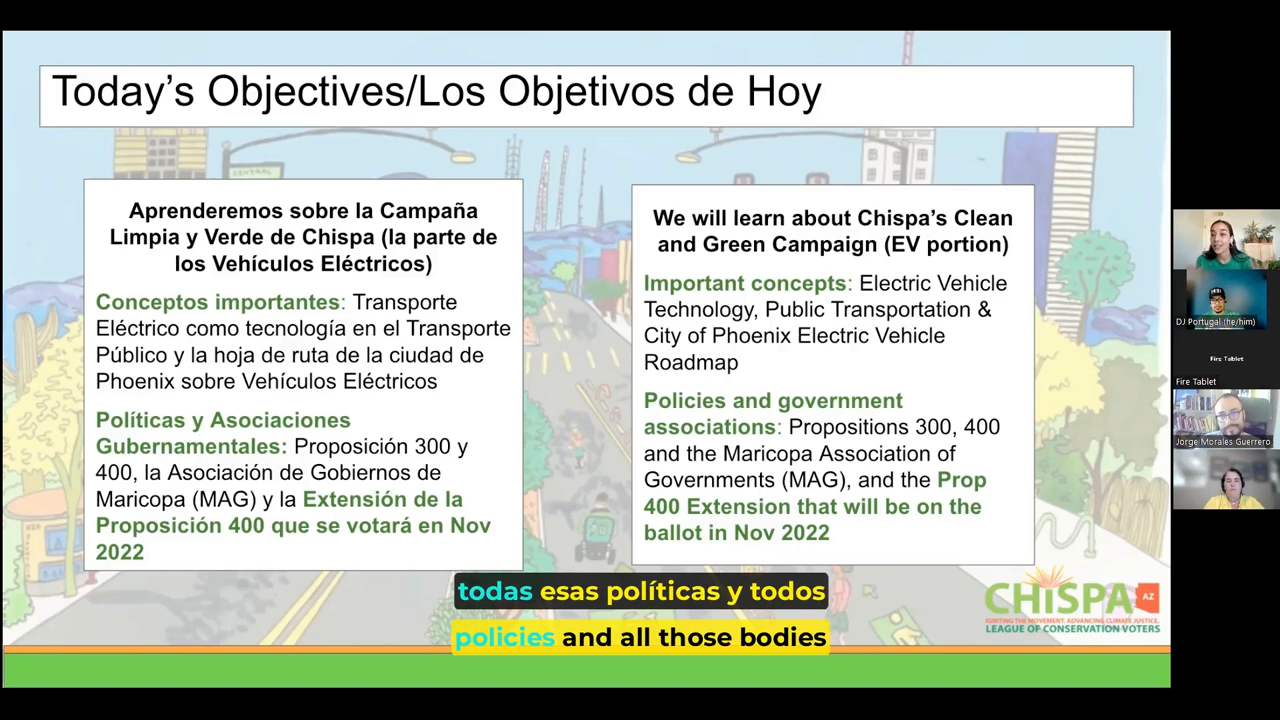 Today's Objectives/Los Objetivos de Hoy
CENTRAL
Aprenderemos sobre la Campaña
Limpia y Verde de Chispa (la parte de
los Vehículos Eléctricos)
Conceptos importantes: Transporte
Eléctrico como tecnología en el Transporte
Público y la hoja de ruta de la ciudad de
Phoenix sobre Vehículos Eléctricos
Políticas y Asociaciones
Gubernamentales: Proposición 300 y
400, la Asociación de Gobiernos de
Maricopa (MAG) y la Extensión de la
Proposición 400 que se votará en Nov
2022
We will learn about Chispa's Clean
and Green Campaign (EV portion)
Important concepts: Electric Vehicle
Technology, Public Transportation &
City of Phoenix Electric Vehicle
Roadmap
Policies and government
associations: Propositions 300, 400
and the Maricopa Association of
Governments (MAG), and the Prop
400 Extension that will be on the
ballot in Nov 2022
CHISPA AZ
IGNITING THE MOVEMENT. ADVANCING CLIMATE JUSTICE.
LEAGUE OF CONSERVATION VOTERS
todas esas políticas y todos
policies and all those bodies
DJ Portugal (he/him)
Fire Tablet
Fire Tablet
Jorge Morales Guerrero